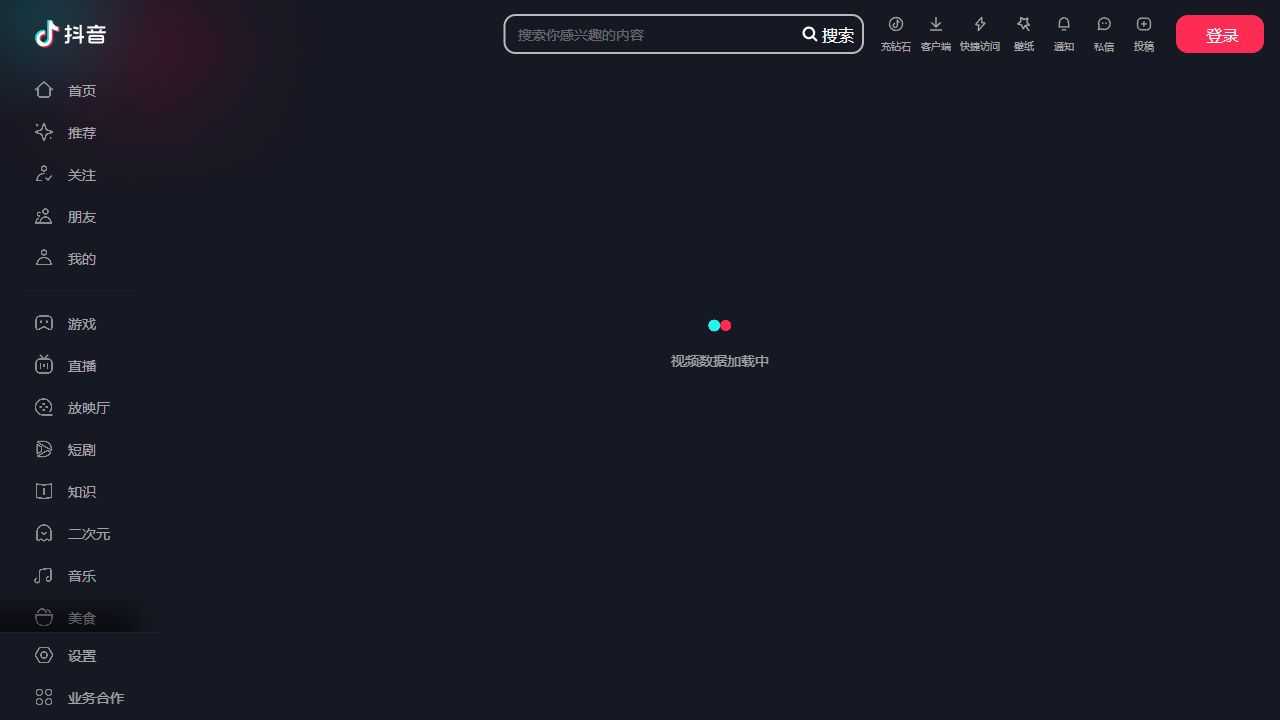 抖音
搜索你感兴趣的内容
搜索
充钻石
客户端
快捷访问
壁纸
通知
私信
投稿
登录
首页
推荐
关注
朋友
我的
游戏
直播
放映厅
短剧
知识
二次元
音乐
美食
设置
业务合作
视频数据加载中